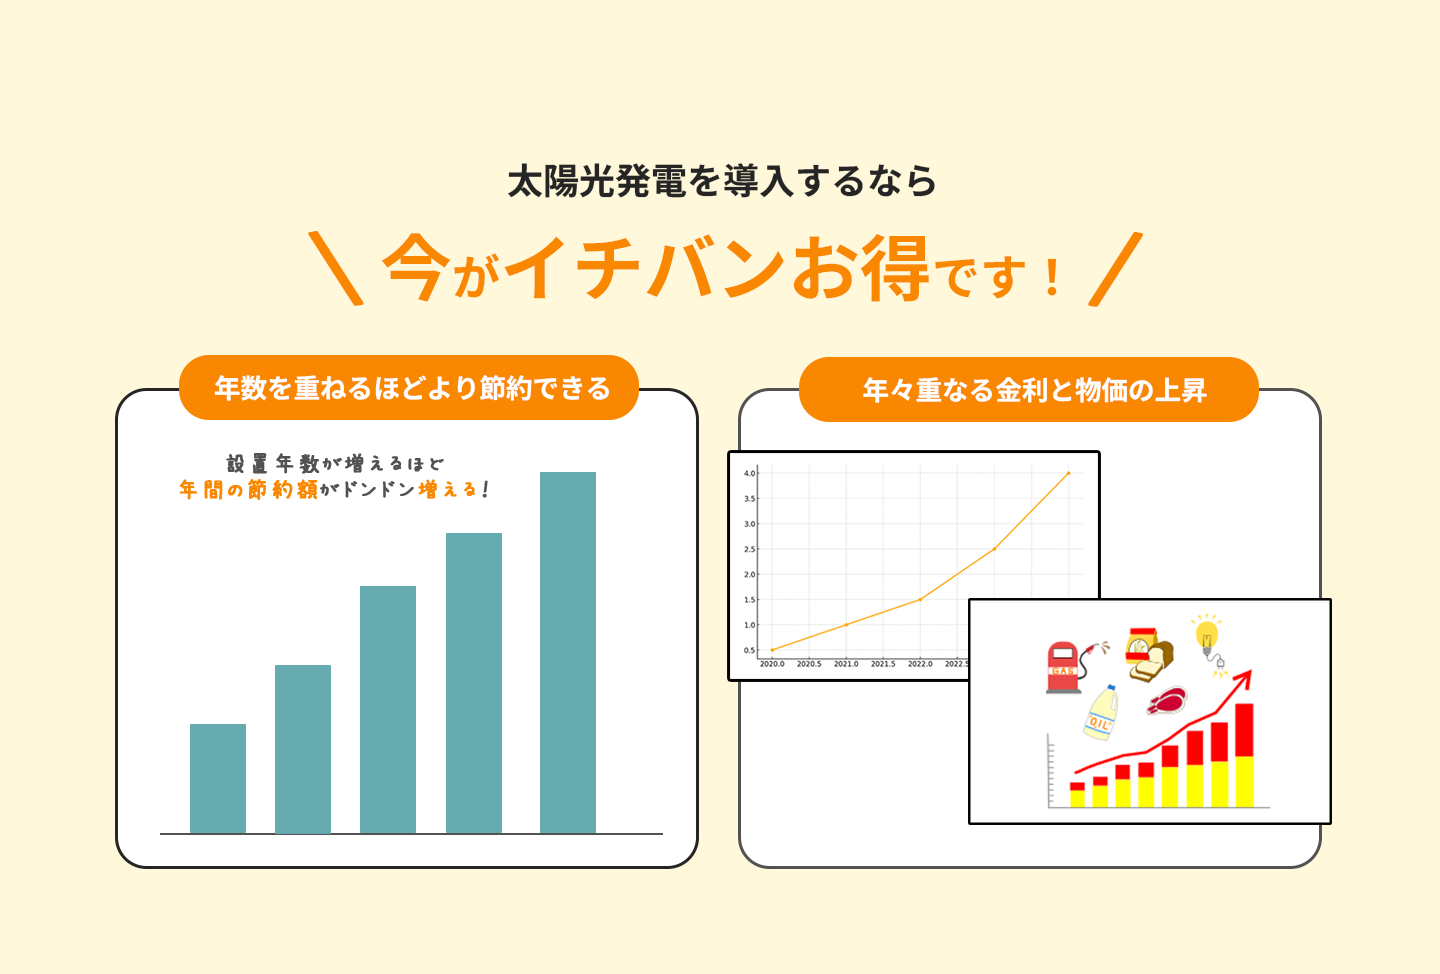 太陽光発電を導入するなら
今がイチバンお得です！
年数を重ねるほどより節約できる
設置年数が増えるほど
年間の節約額がドンドン増える！
年々重なる金利と物価の上昇
4.0
3.5
3.0
2.5
2.0
1.5
1.0
0.5
2020.0 2020.5 2021.0 2021.5 2022.0 2022.5
GAS
OIL